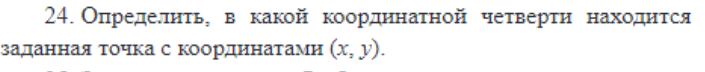 24. Определить, в какой координатной четверти находится
заданная точка с координатами (x, y).